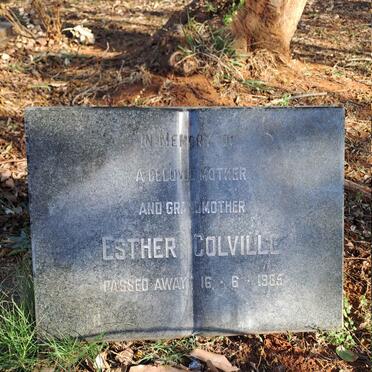 IN MEMORY OF
A BELOVED MOTHER
AND GRANDMOTHER
ESTHER COLVILLE
PASSED AWAY 16 · 6 · 1985